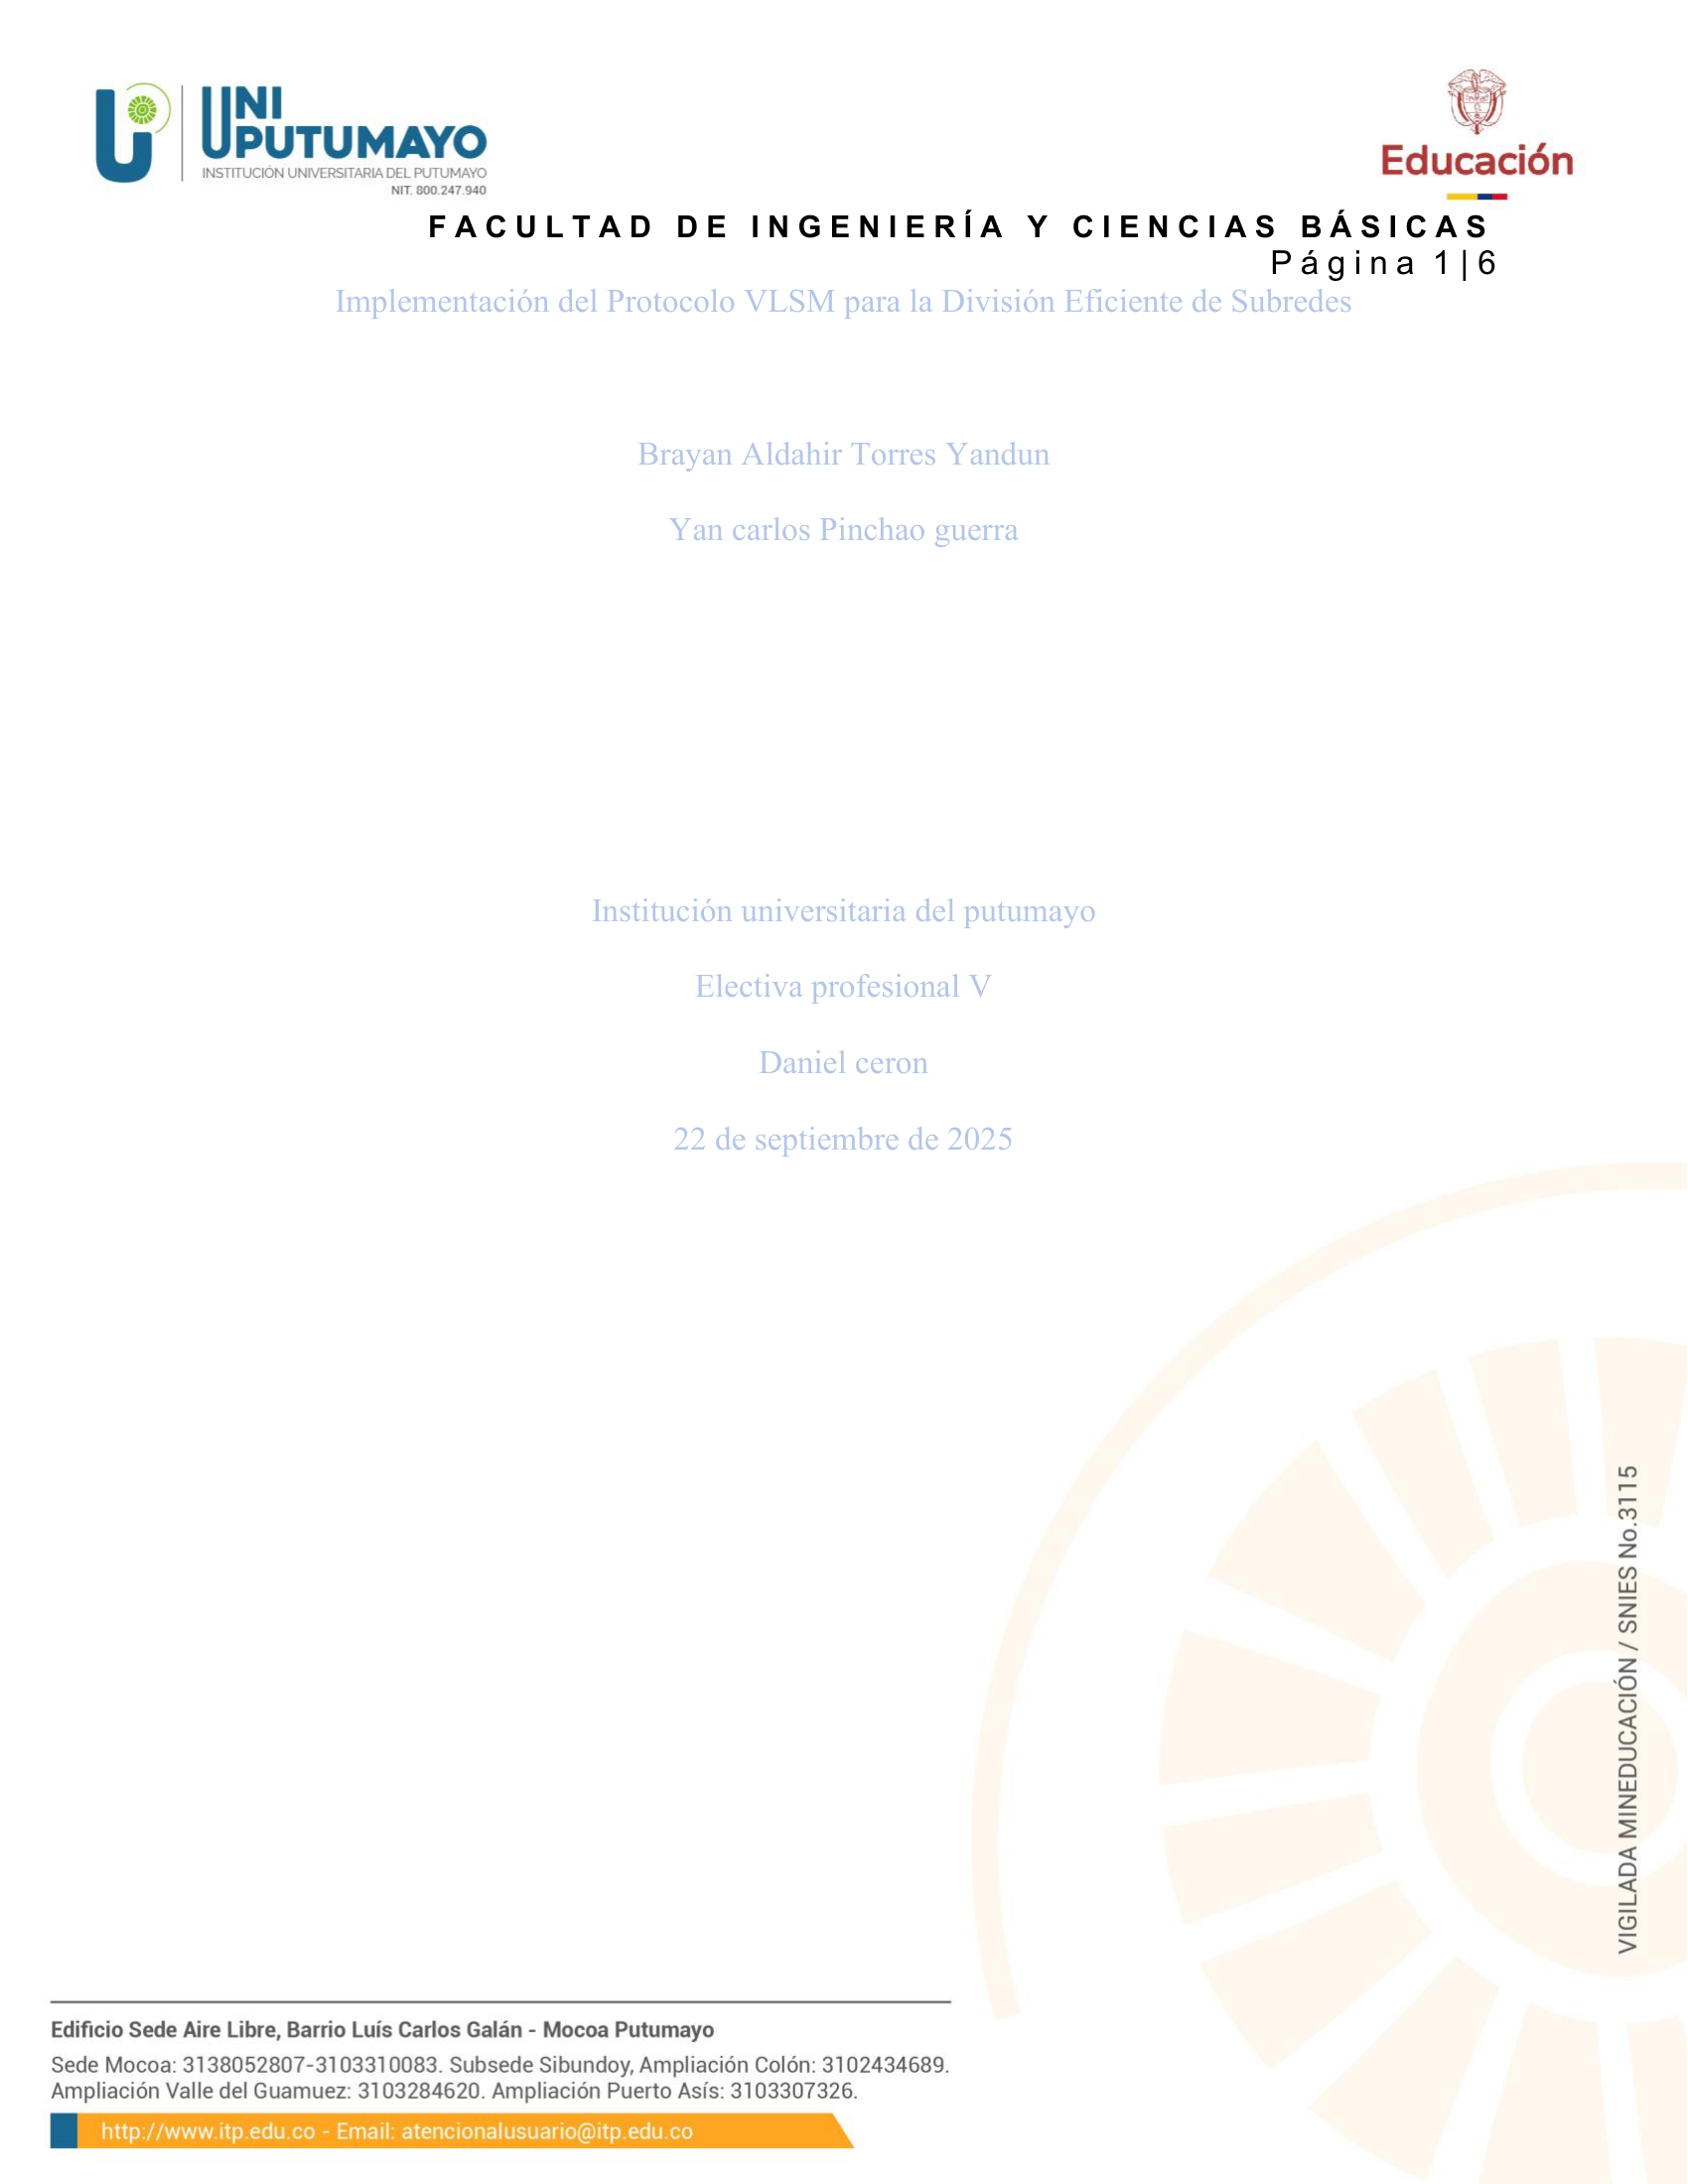 UNI
PUTUMAYO
INSTITUCIÓN UNIVERSITARIA DEL PUTUMAYO
NIT. 800.247.940
Educación
FACULTAD DE INGENIERÍA Y CIENCIAS BÁSICAS
Página 1|6
Implementación del Protocolo VLSM para la División Eficiente de Subredes
Brayan Aldahir Torres Yandun
Yan carlos Pinchao guerra
Institución universitaria del putumayo
Electiva profesional V
Daniel ceron
22 de septiembre de 2025
VIGILADA MINEDUCACIÓN / SNIES No.3115
Edificio Sede Aire Libre, Barrio Luís Carlos Galán - Mocoa Putumayo
Sede Mocoa: 3138052807-3103310083. Subsede Sibundoy, Ampliación Colón: 3102434689.
Ampliación Valle del Guamuez: 3103284620. Ampliación Puerto Asís: 3103307326.
http://www.itp.edu.co - Email: atencionalusuario@itp.edu.co